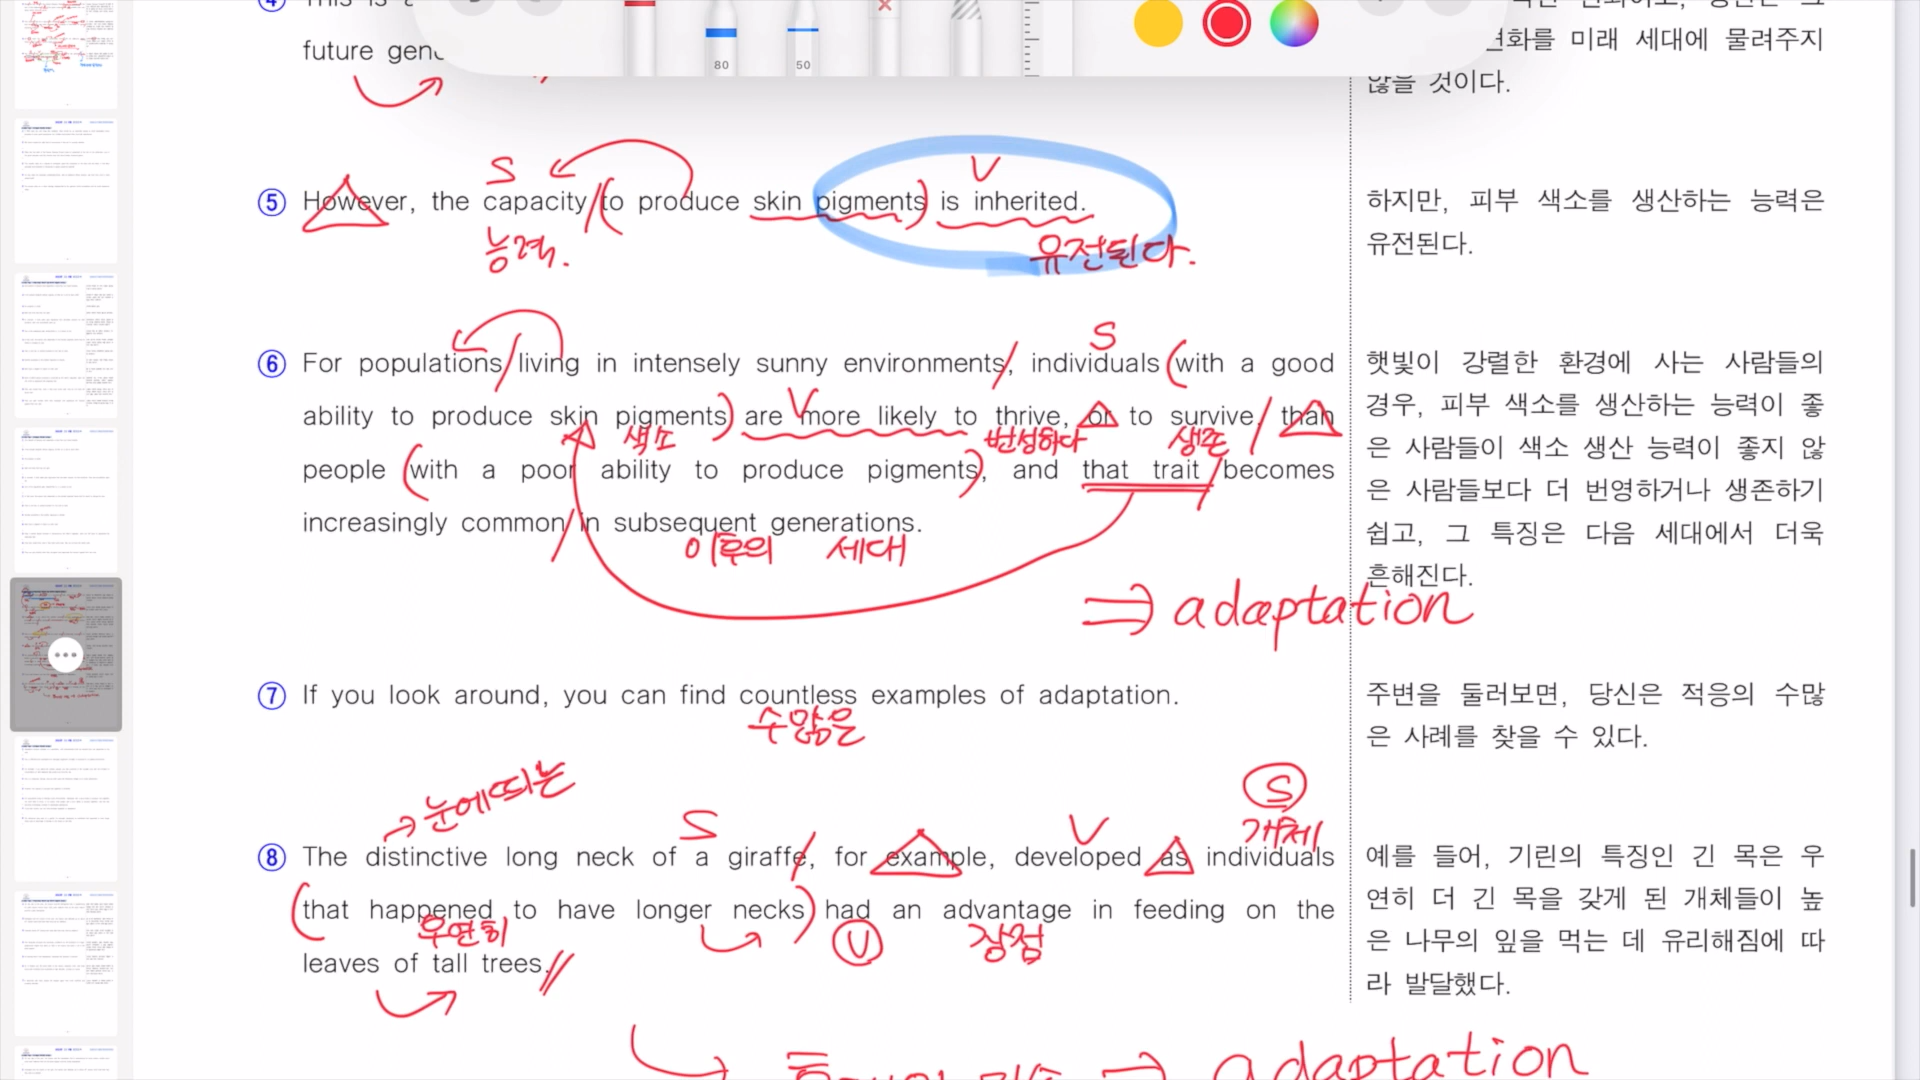 future
80
50
변화를 미래 세대에 물려주지
않을 것이다.
S
V
⑤ However, the capacity to produce skin pigments is inherited.
능력.
유전된다.
하지만, 피부 색소를 생산하는 능력은
유전된다.
S
⑥ For populations living in intensely sunny environments, individuals with a good
V
ability to produce skin pigments are more likely to thrive, or to survive, than
색소
번성하다
생존
people with a poor ability to produce pigments, and that trait becomes
increasingly common in subsequent generations.
이후의 세대
⇒ adaptation
햇빛이 강렬한 환경에 사는 사람들의
경우, 피부 색소를 생산하는 능력이 좋
은 사람들이 색소 생산 능력이 좋지 않
은 사람들보다 더 번영하거나 생존하기
쉽고, 그 특징은 다음 세대에서 더욱
흔해진다.
⑦ If you look around, you can find countless examples of adaptation.
수많은
주변을 둘러보면, 당신은 적응의 수많
은 사례를 찾을 수 있다.
→ 눈에 띄는
S
V
S
개체
⑧ The distinctive long neck of a giraffe, for example, developed as individuals
that happened to have longer necks had an advantage in feeding on the
우연히
V
장점
leaves of tall trees.
예를 들어, 기린의 특징인 긴 목은 우
연히 더 긴 목을 갖게 된 개체들이 높
은 나무의 잎을 먹는 데 유리해짐에 따
라 발달했다.
⇒ adaptation